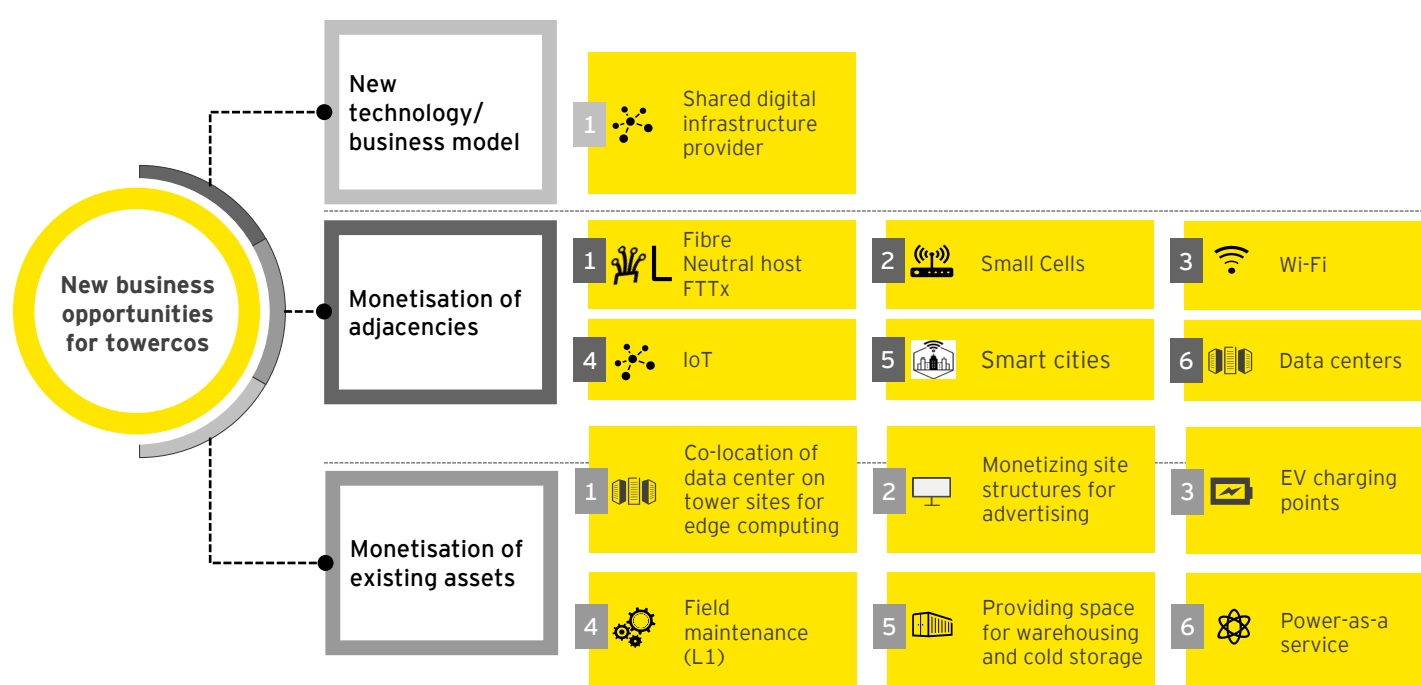 New business
opportunities
for towercos
New
technology/
business model
1
Shared digital
infrastructure
provider
Monetisation of
adjacencies
1
Fibre
Neutral host
FTTx
2
Small Cells
3
Wi-Fi
4
IoT
5
Smart cities
6
Data centers
Monetisation of
existing assets
1
Co-location of
data center on
tower sites for
edge computing
2
Monetizing site
structures for
advertising
3
EV charging
points
4
Field
maintenance
(L1)
5
Providing space
for warehousing
and cold storage
6
Power-as-a
service